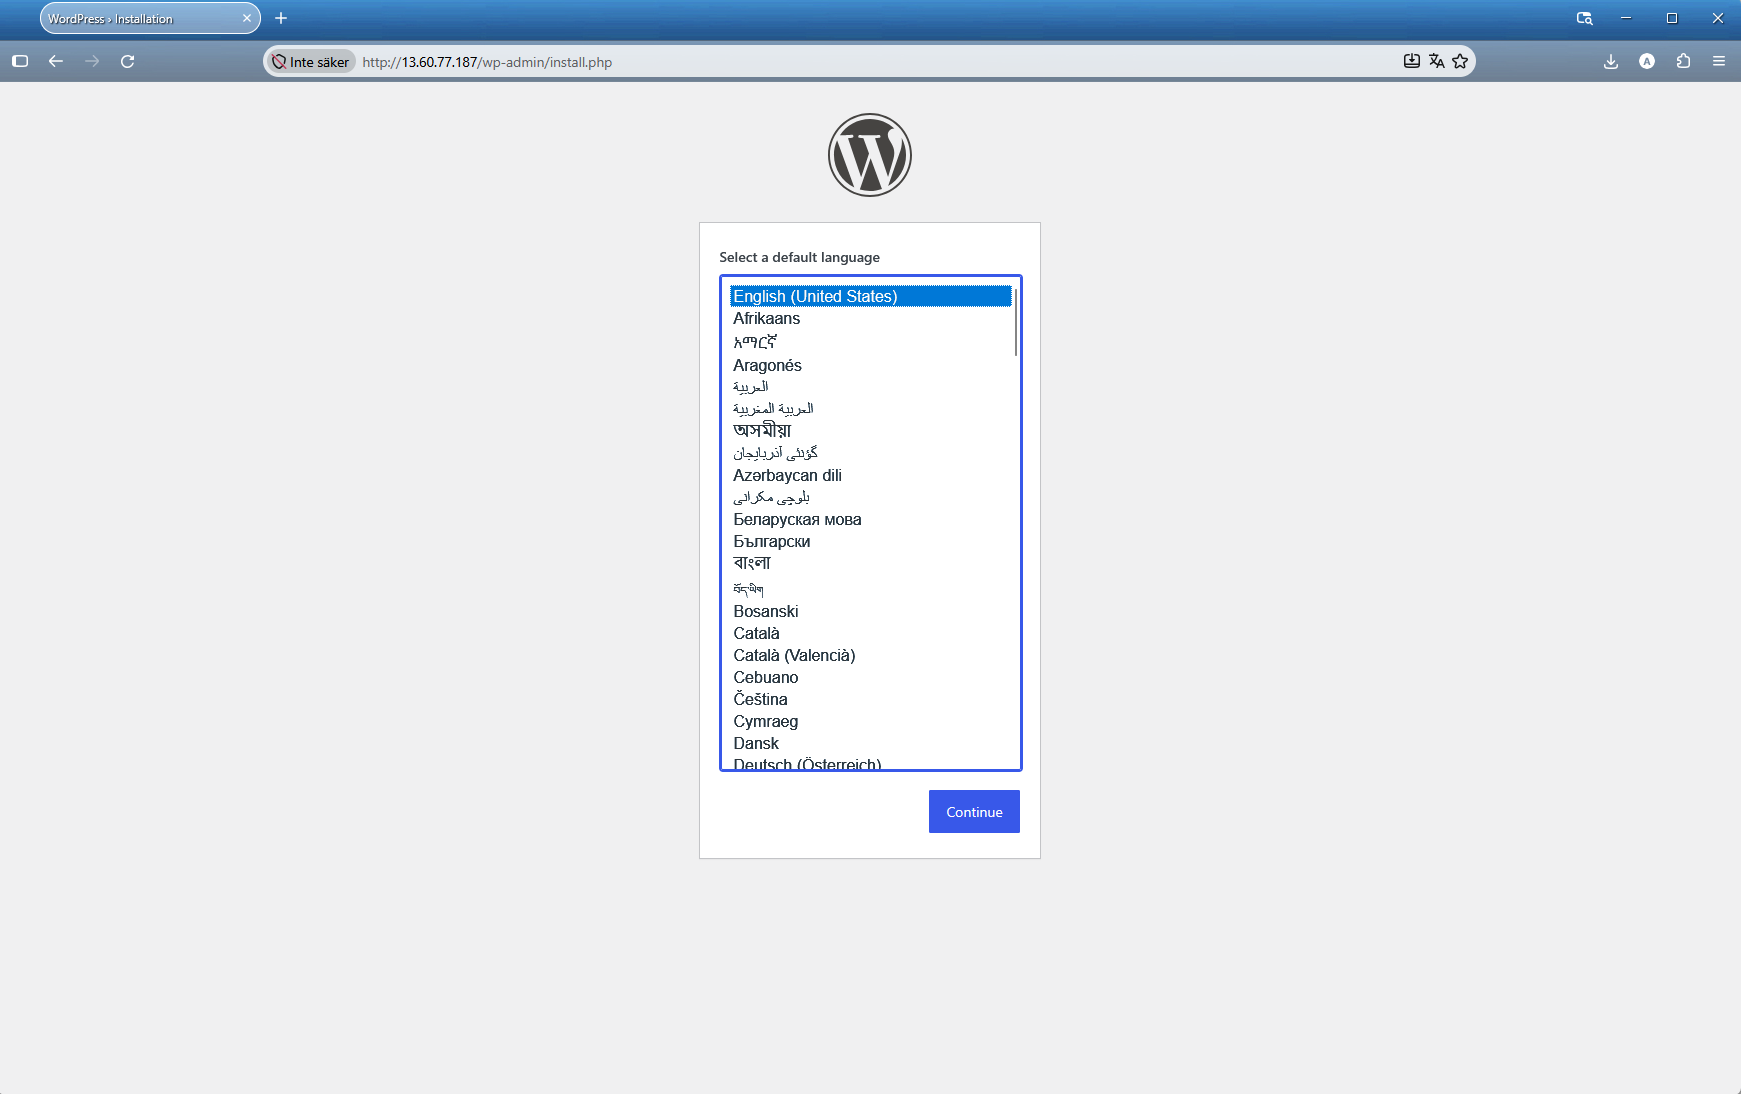 WordPress › Installation
Inte säker
http://13.60.77.187/wp-admin/install.php
A
Select a default language
English (United States)
Afrikaans
አማርኛ
Aragonés
العربية
العربية المغربية
অসমীয়া
گؤنئی آذربایجان
Azərbaycan dili
بلوچی مکرانی
Беларуская мова
Български
বাংলা
བོད་ཡིག
Bosanski
Català
Català (Valencià)
Cebuano
Čeština
Cymraeg
Dansk
Deutsch (Österreich)
Continue